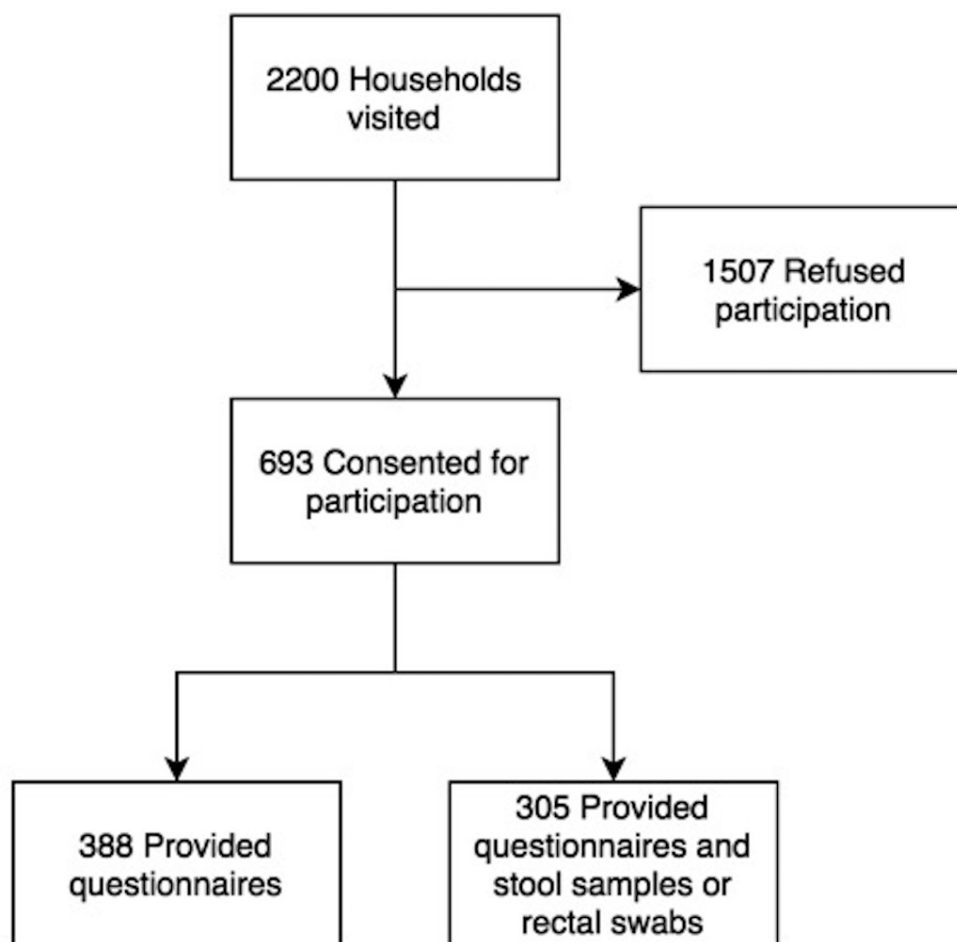 2200 Households
visited
1507 Refused
participation
693 Consented for
participation
388 Provided
questionnaires
305 Provided
questionnaires and
stool samples or
rectal swabs